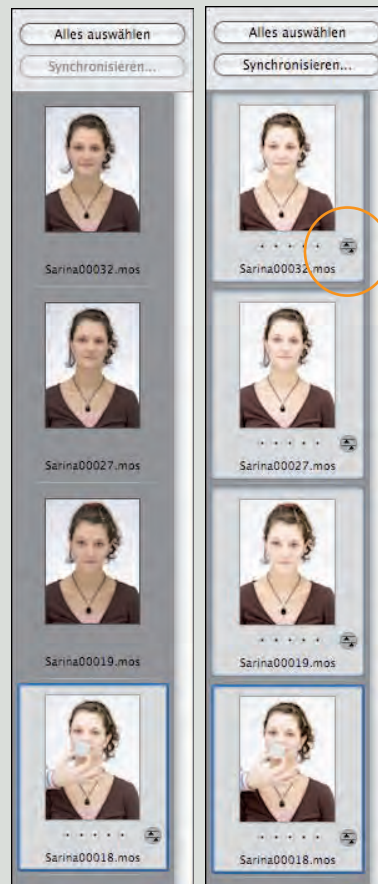 Alles auswählen
Synchronisieren...
Sarina00032.mos
Sarina00027.mos
Sarina00019.mos
Sarina00018.mos
Alles auswählen
Synchronisieren...
Sarina00032.mos
Sarina00027.mos
Sarina00019.mos
Sarina00018.mos